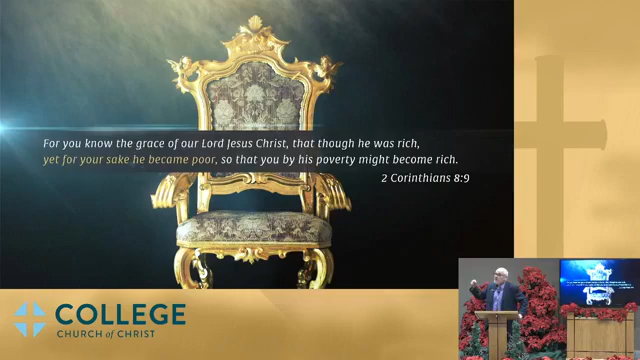 For you know the grace of our Lord Jesus Christ, that though he was rich,
yet for your sake he became poor, so that you by his poverty might become rich.
2 Corinthians 8:9
COLLEGE
CHURCH of CHRIST